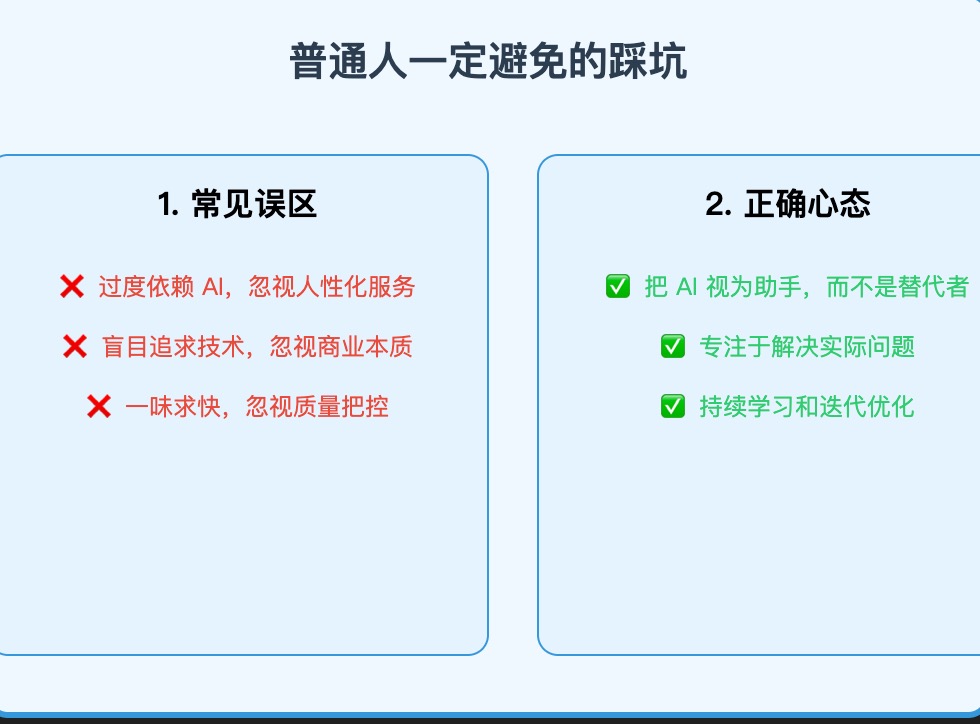 普通人一定避免的踩坑
1. 常见误区
❌ 过度依赖 AI，忽视人性化服务
❌ 盲目追求技术，忽视商业本质
❌ 一味求快，忽视质量把控
2. 正确心态
✅ 把 AI 视为助手，而不是替代者
✅ 专注于解决实际问题
✅ 持续学习和迭代优化